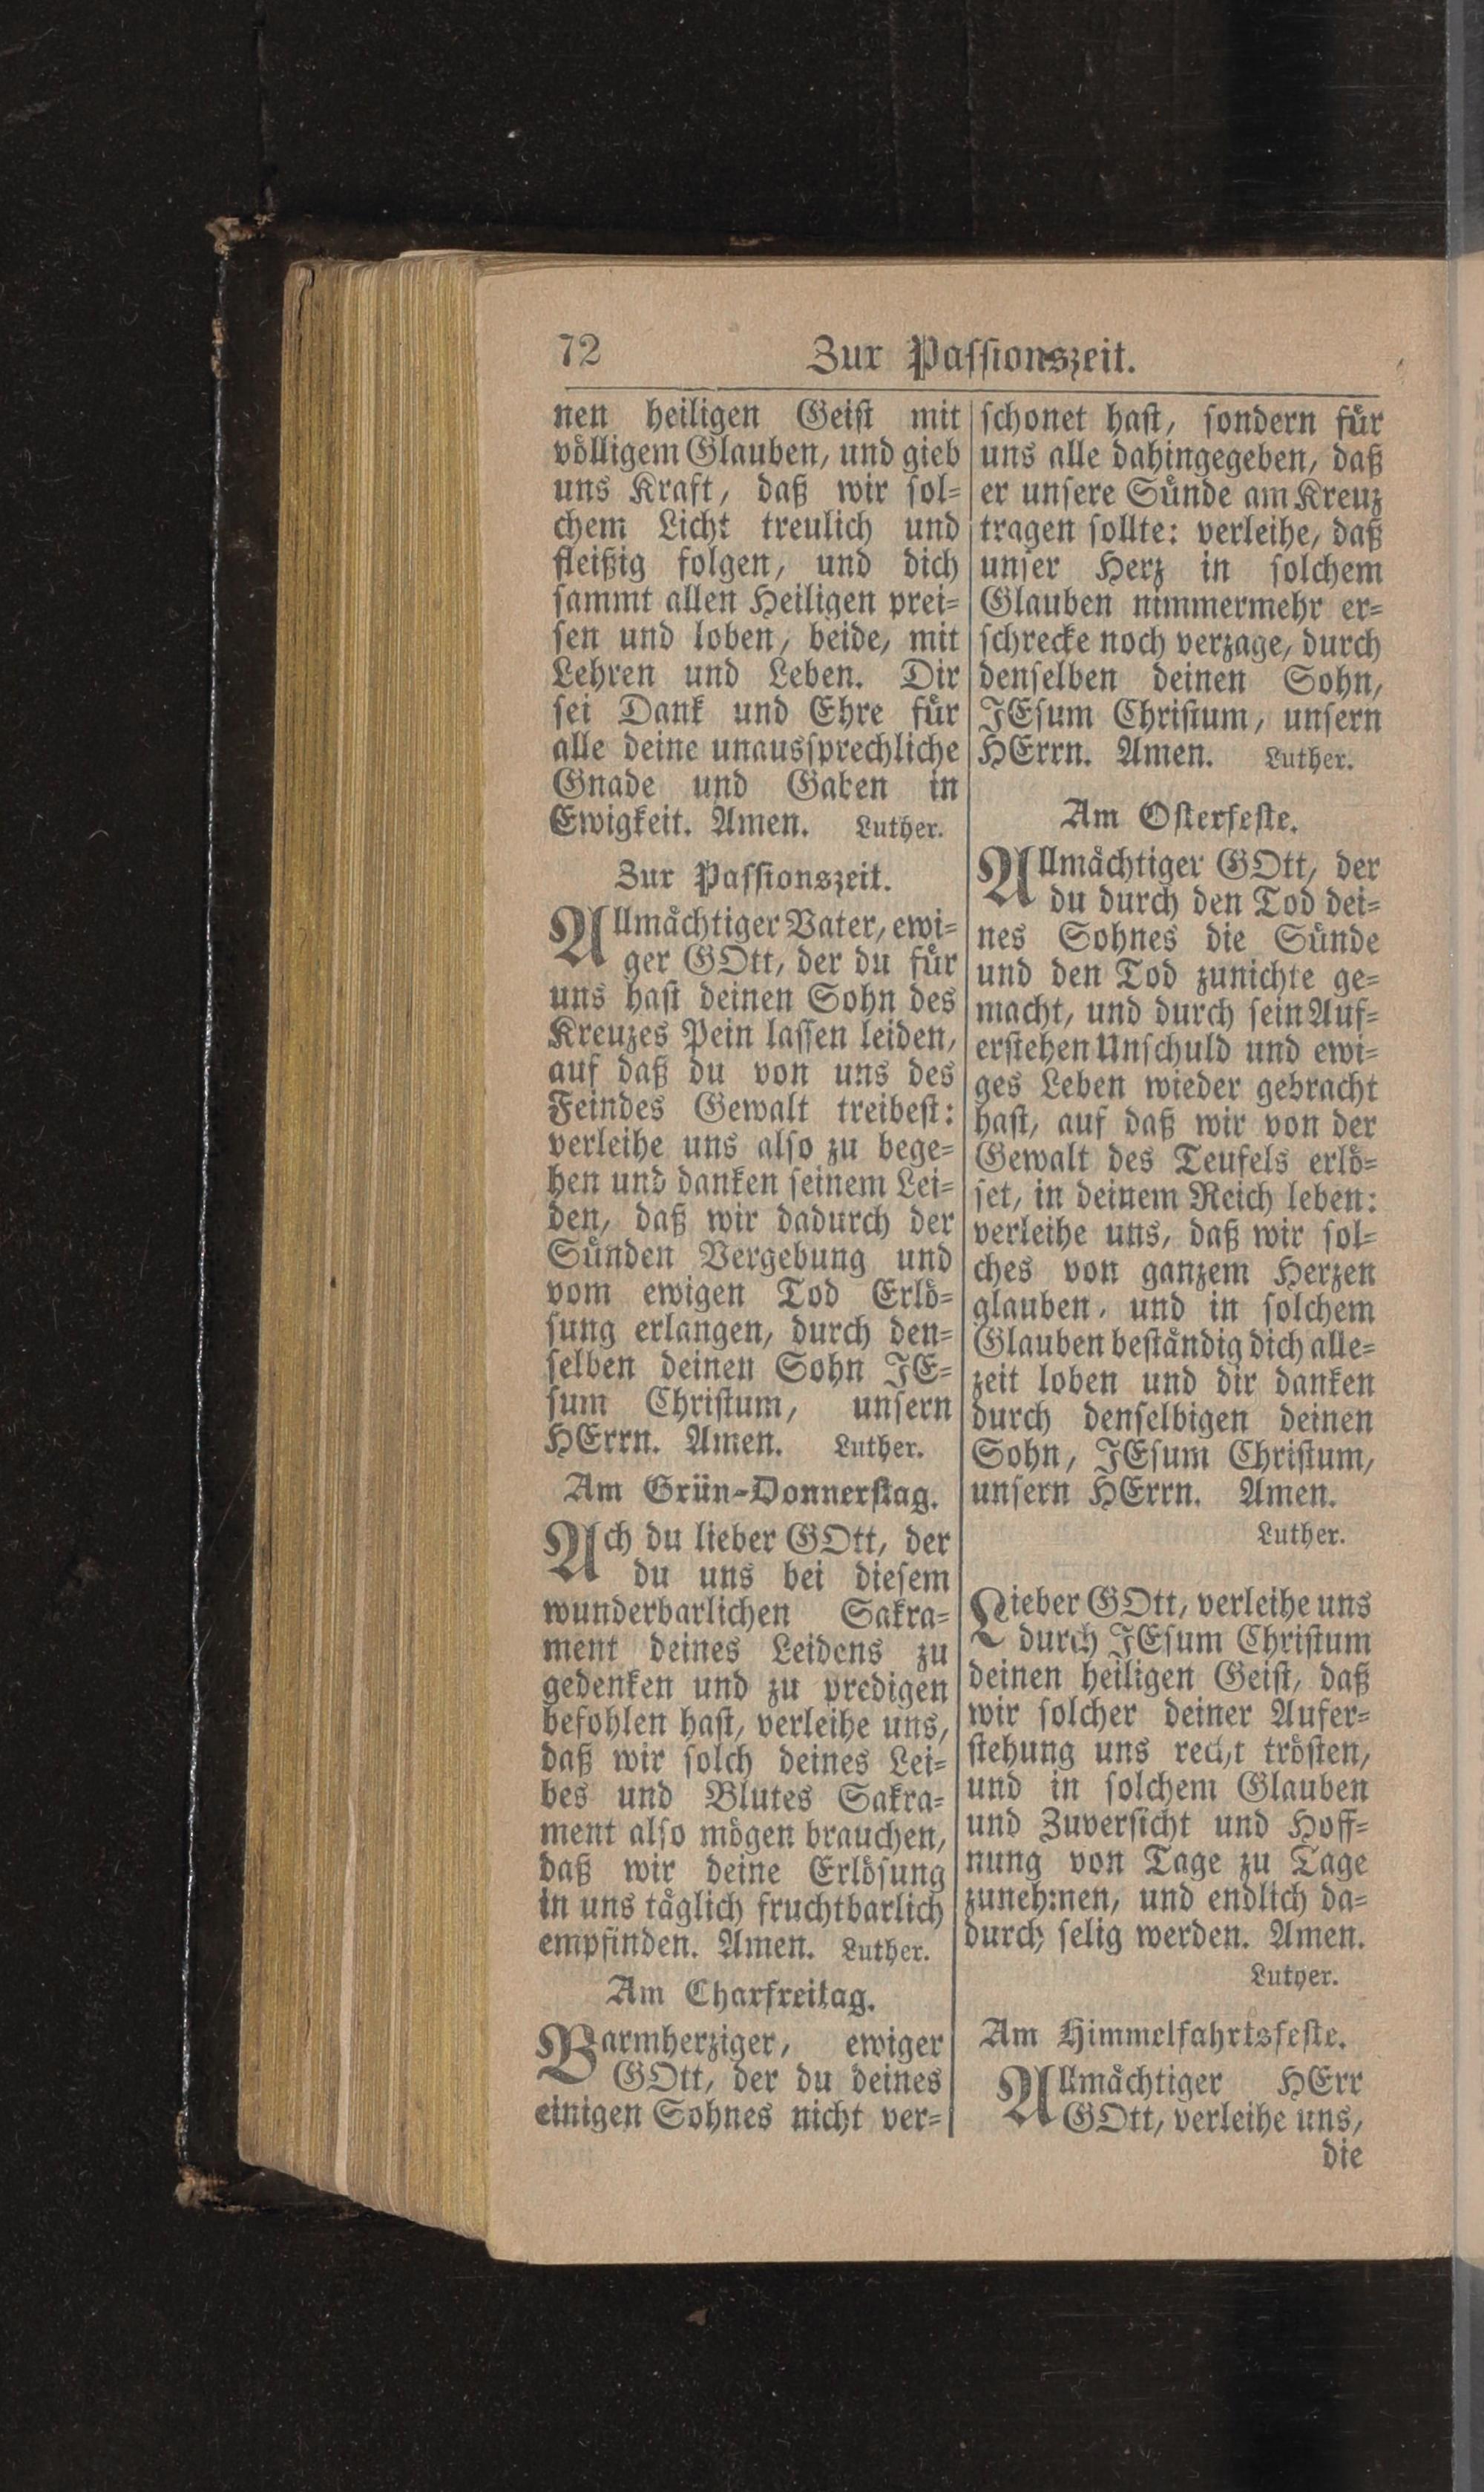 72 Zur Passionszeit.
nen heiligen Geist mit
völligem Glauben, und gieb
uns Kraft, daß wir sol-
chem Licht treulich und
fleißig folgen, und dich
sammt allen Heiligen prei-
sen und loben, beide, mit
Lehren und Leben. Dir
sei Dank und Ehre für
alle deine unaussprechliche
Gnade und Gaben in
Ewigkeit. Amen. Luther.
Zur Passionszeit.
Allmächtiger Vater, ewi-
ger GOtt, der du für
uns hast deinen Sohn des
Kreuzes Pein lassen leiden,
auf daß du von uns des
Feindes Gewalt treibest:
verleihe uns also zu bege-
hen und danken seinem Lei-
den, daß wir dadurch der
Sünden Vergebung und
vom ewigen Tod Erlö-
sung erlangen, durch den-
selben deinen Sohn JE-
sum Christum, unsern
HErrn. Amen. Luther.
Am Grün-Donnerstag.
Ach du lieber GOtt, der
du uns bei diesem
wunderbarlichen Sakra-
ment deines Leidens zu
gedenken und zu predigen
befohlen hast, verleihe uns,
daß wir solch deines Lei-
bes und Blutes Sakra-
ment also mögen brauchen,
daß wir deine Erlösung
in uns täglich fruchtbarlich
empfinden. Amen. Luther.
Am Charfreitag.
Barmherziger, ewiger
GOtt, der du deines
einigen Sohnes nicht ver-
schonet hast, sondern für
uns alle dahingegeben, daß
er unsere Sünde am Kreuz
tragen sollte: verleihe, daß
unser Herz in solchem
Glauben nimmermehr er-
schrecke noch verzage, durch
denselben deinen Sohn,
JEsum Christum, unsern
HErrn. Amen. Luther.
Am Osterfeste.
Allmächtiger GOtt, der
du durch den Tod dei-
nes Sohnes die Sünde
und den Tod zunichte ge-
macht, und durch sein Auf-
erstehen Unschuld und ewi-
ges Leben wieder gebracht
hast, auf daß wir von der
Gewalt des Teufels erlö-
set, in deinem Reich leben:
verleihe uns, daß wir sol-
ches von ganzem Herzen
glauben, und in solchem
Glauben beständig dich alle-
zeit loben und dir danken
durch denselbigen deinen
Sohn, JEsum Christum,
unsern HErrn. Amen.
Luther.
Lieber GOtt, verleihe uns
durch JEsum Christum
deinen heiligen Geist, daß
wir solcher deiner Aufer-
stehung uns recht trösten,
und in solchem Glauben
und Zuversicht und Hoff-
nung von Tage zu Tage
zunehmen, und endlich da-
durch selig werden. Amen.
Luther.
Am Himmelfahrtsfeste.
Allmächtiger HErr
GOtt, verleihe uns,
die